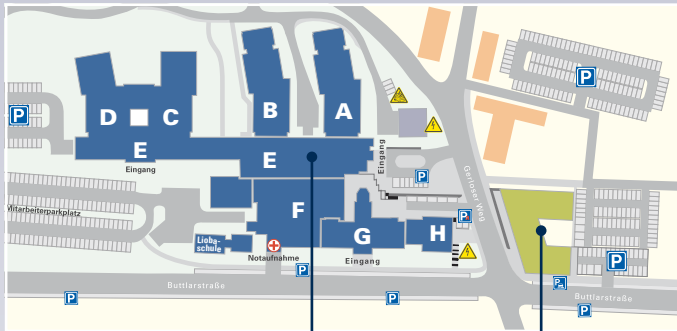 P
P
D
C
B
A
E
Eingang
E
Eingang
P
Gerloser Weg
Mitarbeiterparkplatz
F
P
Lioba-
schule
G
H
Notaufnahme
Eingang
P
P
P
Buttlarstraße
Buttlarstraße
P
P
P